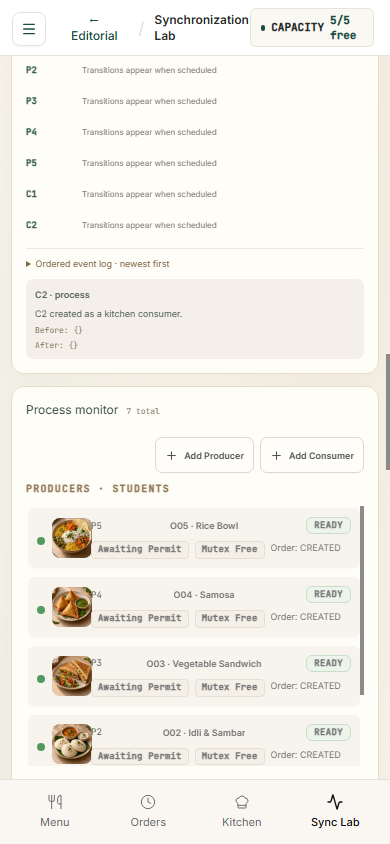 ← Editorial / Synchronization Lab CAPACITY 5/5 free
P2 Transitions appear when scheduled
P3 Transitions appear when scheduled
P4 Transitions appear when scheduled
P5 Transitions appear when scheduled
C1 Transitions appear when scheduled
C2 Transitions appear when scheduled
Ordered event log · newest first
C2 · process
C2 created as a kitchen consumer.
Before: {}
After: {}
Process monitor 7 total
+ Add Producer + Add Consumer
PRODUCERS · STUDENTS
P5 O05 · Rice Bowl READY
Awaiting Permit Mutex Free Order: CREATED
P4 O04 · Samosa READY
Awaiting Permit Mutex Free Order: CREATED
P3 O03 · Vegetable Sandwich READY
Awaiting Permit Mutex Free Order: CREATED
P2 O02 · Idli & Sambar READY
Awaiting Permit Mutex Free Order: CREATED
Menu Orders Kitchen Sync Lab